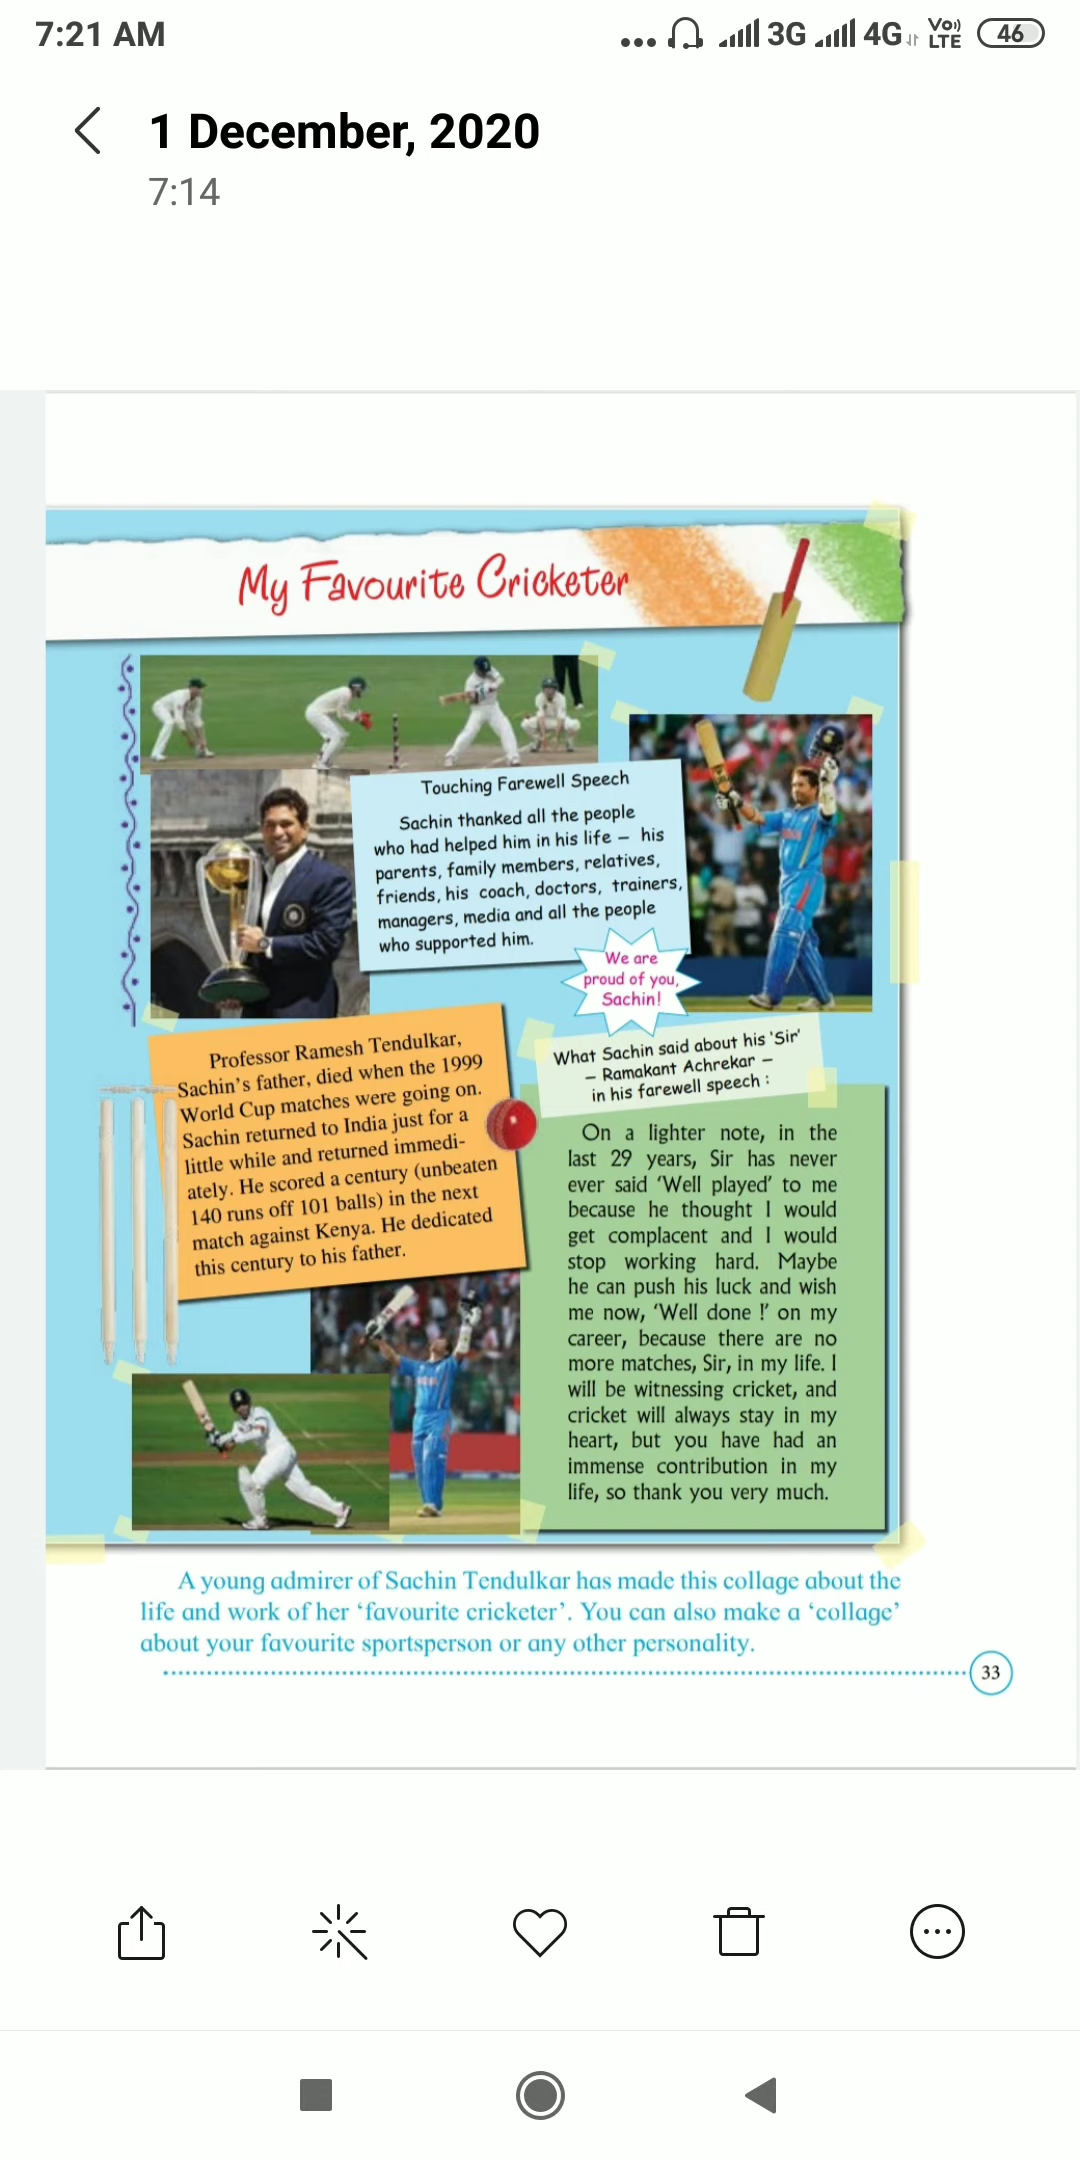 7:21 AM
3G 4G Vo)) LTE 46
1 December, 2020
7:14
My Favourite Cricketer
Touching Farewell Speech
Sachin thanked all the people
who had helped him in his life – his
parents, family members, relatives,
friends, his coach, doctors, trainers,
managers, media and all the people
who supported him.
We are
proud of you,
Sachin!
Professor Ramesh Tendulkar,
Sachin's father, died when the 1999
World Cup matches were going on.
Sachin returned to India just for a
little while and returned immedi-
ately. He scored a century (unbeaten
140 runs off 101 balls) in the next
match against Kenya. He dedicated
this century to his father.
What Sachin said about his 'Sir'
– Ramakant Achrekar –
in his farewell speech :
On a lighter note, in the
last 29 years, Sir has never
ever said 'Well played' to me
because he thought I would
get complacent and I would
stop working hard. Maybe
he can push his luck and wish
me now, 'Well done !' on my
career, because there are no
more matches, Sir, in my life. I
will be witnessing cricket, and
cricket will always stay in my
heart, but you have had an
immense contribution in my
life, so thank you very much.
A young admirer of Sachin Tendulkar has made this collage about the
life and work of her 'favourite cricketer'. You can also make a 'collage'
about your favourite sportsperson or any other personality.
33